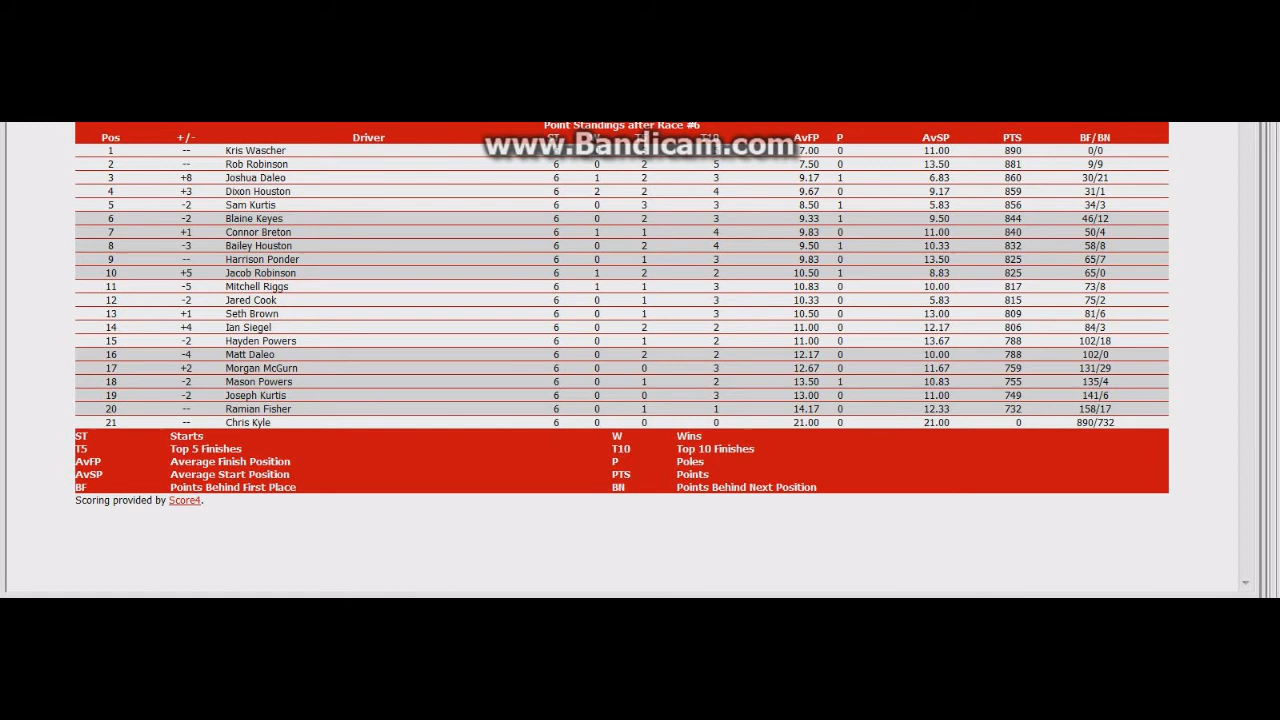 Point Standings after Race #6
www.Bandicam.com
Pos +/- Driver AvFP P AvSP PTS BF/BN
1 -- Kris Wascher 7.00 0 11.00 890 0/0
2 -- Rob Robinson 6 0 2 5 7.50 0 13.50 881 9/9
3 +8 Joshua Daleo 6 1 2 3 9.17 1 6.83 860 30/21
4 +3 Dixon Houston 6 2 2 4 9.67 0 9.17 859 31/1
5 -2 Sam Kurtis 6 0 3 3 8.50 1 5.83 856 34/3
6 -2 Blaine Keyes 6 0 2 3 9.33 1 9.50 844 46/12
7 +1 Connor Breton 6 1 1 4 9.83 0 11.00 840 50/4
8 -3 Bailey Houston 6 0 2 4 9.50 1 10.33 832 58/8
9 -- Harrison Ponder 6 0 1 3 9.83 0 13.50 825 65/7
10 +5 Jacob Robinson 6 1 2 2 10.50 1 8.83 825 65/0
11 -5 Mitchell Riggs 6 1 1 3 10.83 0 10.00 817 73/8
12 -2 Jared Cook 6 0 1 3 10.33 0 5.83 815 75/2
13 +1 Seth Brown 6 0 1 3 10.50 0 13.00 809 81/6
14 +4 Ian Siegel 6 0 2 2 11.00 0 12.17 806 84/3
15 -2 Hayden Powers 6 0 1 2 11.00 0 13.67 788 102/18
16 -4 Matt Daleo 6 0 2 2 12.17 0 10.00 788 102/0
17 +2 Morgan McGurn 6 0 0 3 12.67 0 11.67 759 131/29
18 -2 Mason Powers 6 0 1 2 13.50 1 10.83 755 135/4
19 -2 Joseph Kurtis 6 0 0 3 13.00 0 11.00 749 141/6
20 -- Ramian Fisher 6 0 1 1 14.17 0 12.33 732 158/17
21 -- Chris Kyle 6 0 0 0 21.00 0 21.00 0 890/732
ST Starts W Wins
T5 Top 5 Finishes T10 Top 10 Finishes
AvFP Average Finish Position P Poles
AvSP Average Start Position PTS Points
BF Points Behind First Place BN Points Behind Next Position
Scoring provided by Score4.